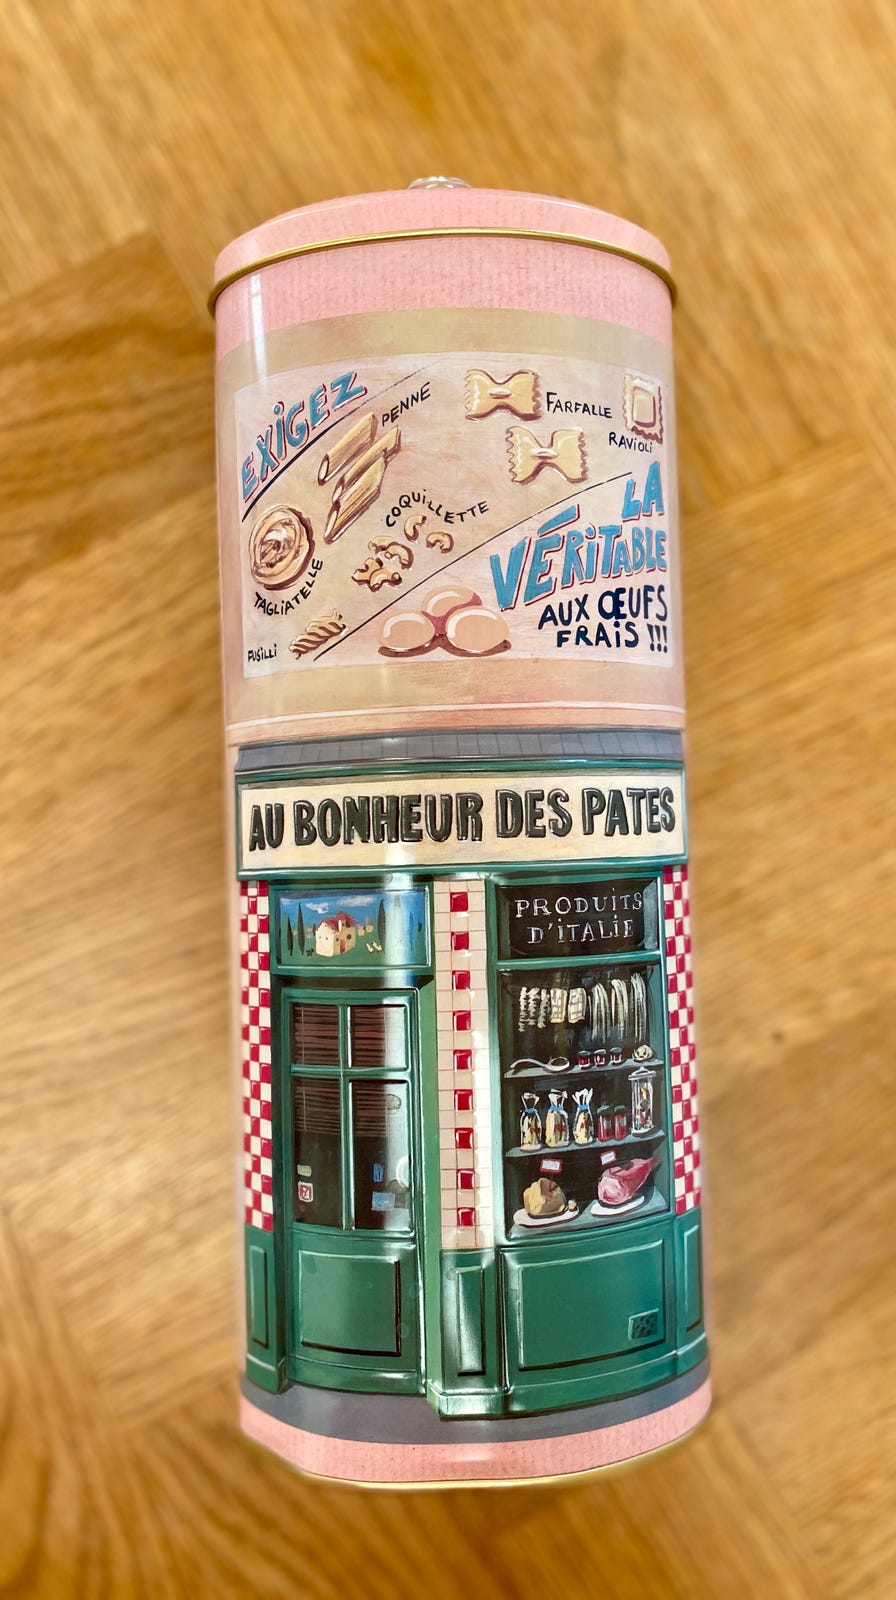 EXIGEZ
PENNE
FARFALLE
RAVIOLI
COQUILLETTE
TAGLIATELLE
FUSILLI
LA
VÉRITABLE
AUX ŒUFS
FRAIS !!!
AU BONHEUR DES PATES
PRODUITS
D'ITALIE